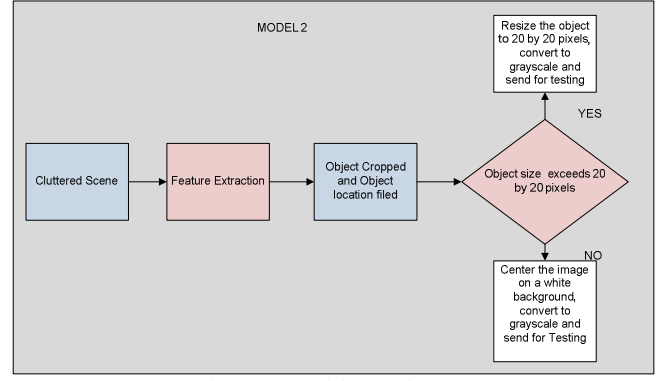 MODEL 2
Resize the object
to 20 by 20 pixels,
convert to
grayscale and
send for testing
YES
Cluttered Scene
Feature Extraction
Object Cropped
and Object
location filed
Object size exceeds 20
by 20 pixels
NO
Center the image
on a white
background,
convert to
grayscale and
send for Testing